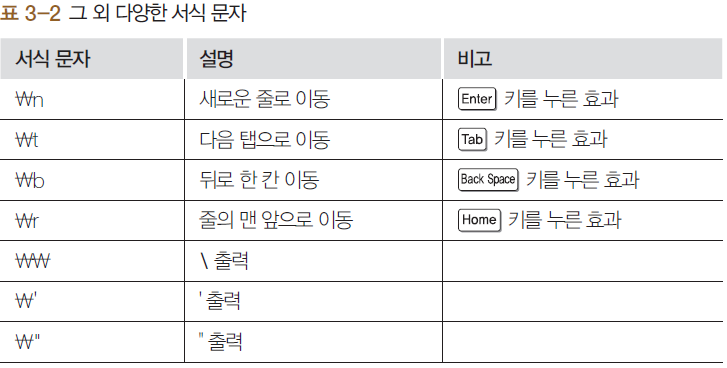 표 3-2 그 외 다양한 서식 문자
서식 문자 설명 비고
₩n 새로운 줄로 이동 Enter 키를 누른 효과
₩t 다음 탭으로 이동 Tab 키를 누른 효과
₩b 뒤로 한 칸 이동 Back Space 키를 누른 효과
₩r 줄의 맨 앞으로 이동 Home 키를 누른 효과
₩₩ \ 출력
₩' ' 출력
₩" " 출력